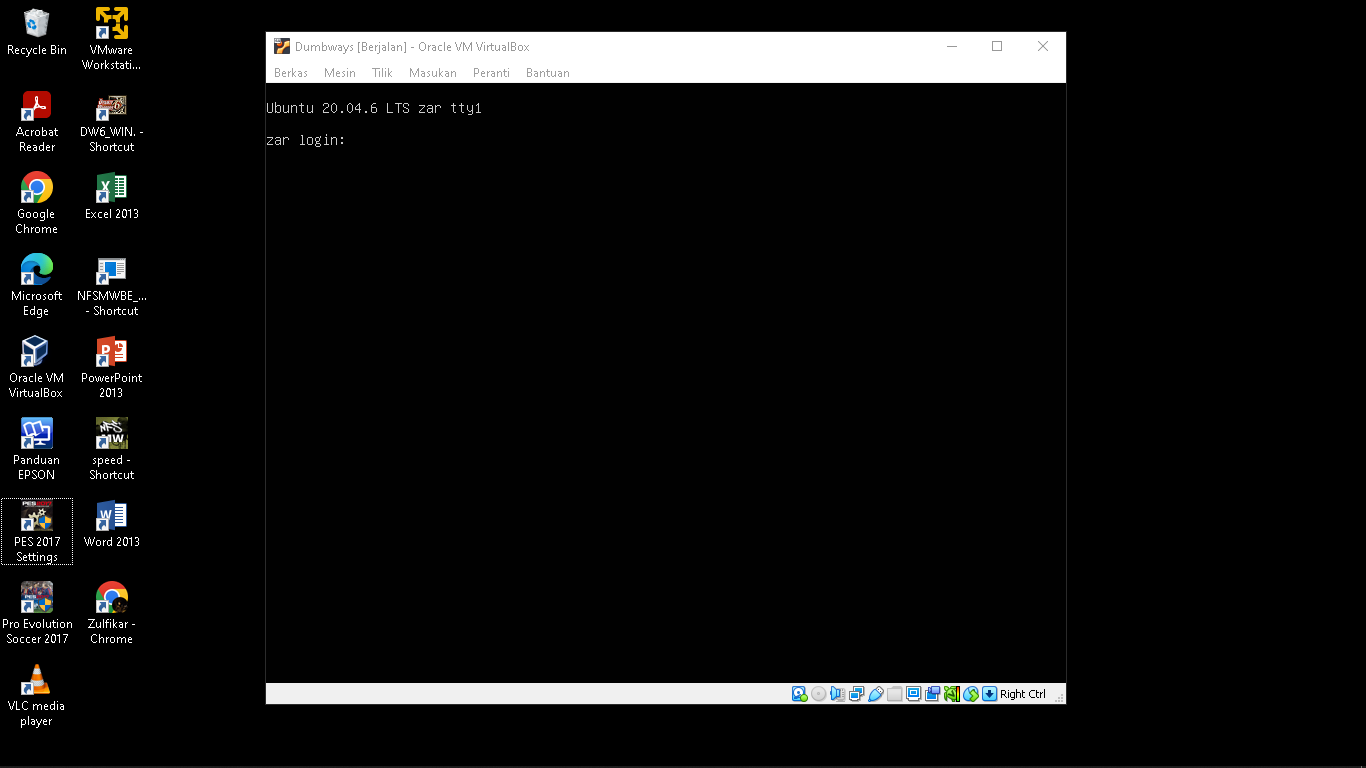 Recycle Bin
VMware
Workstati...
Acrobat
Reader
DW6_WIN. -
Shortcut
Google
Chrome
Excel 2013
Microsoft
Edge
NFSMWBE_...
- Shortcut
Oracle VM
VirtualBox
PowerPoint
2013
Panduan
EPSON
speed -
Shortcut
PES 2017
Settings
Word 2013
Pro Evolution
Soccer 2017
Zulfikar -
Chrome
VLC media
player
Dumbways [Berjalan] - Oracle VM VirtualBox
Berkas Mesin Tilik Masukan Peranti Bantuan
Ubuntu 20.04.6 LTS zar tty1
zar login:
Right Ctrl